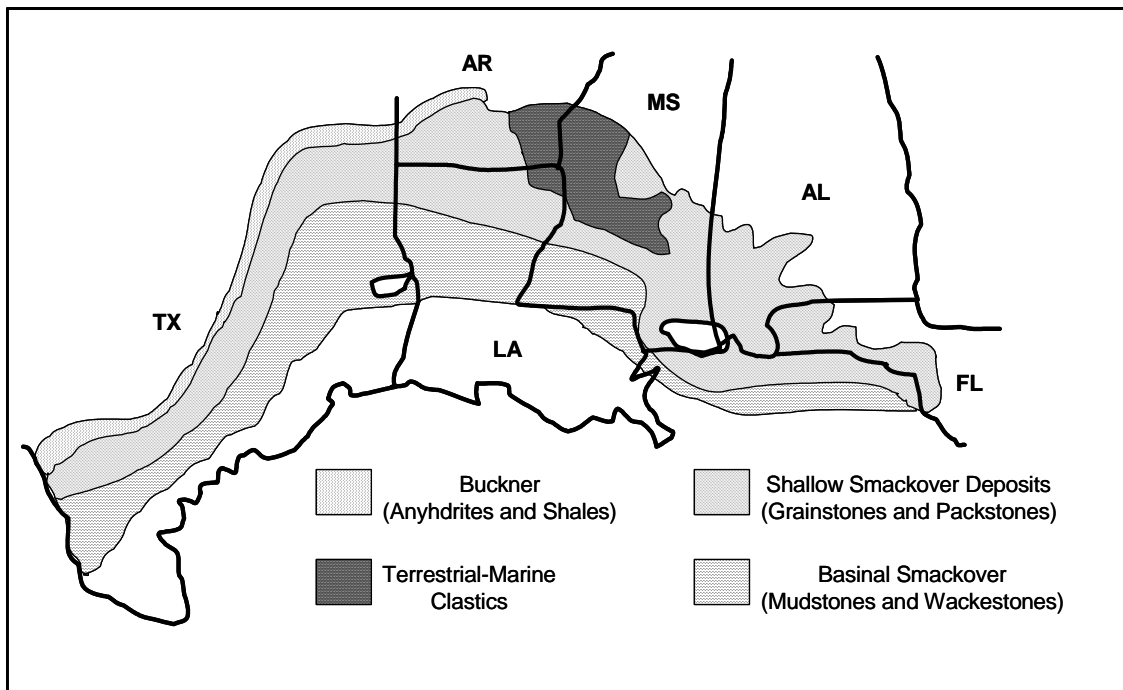 AR
MS
AL
TX
LA
FL
Buckner
(Anyhdrites and Shales)
Shallow Smackover Deposits
(Grainstones and Packstones)
Terrestrial-Marine
Clastics
Basinal Smackover
(Mudstones and Wackestones)